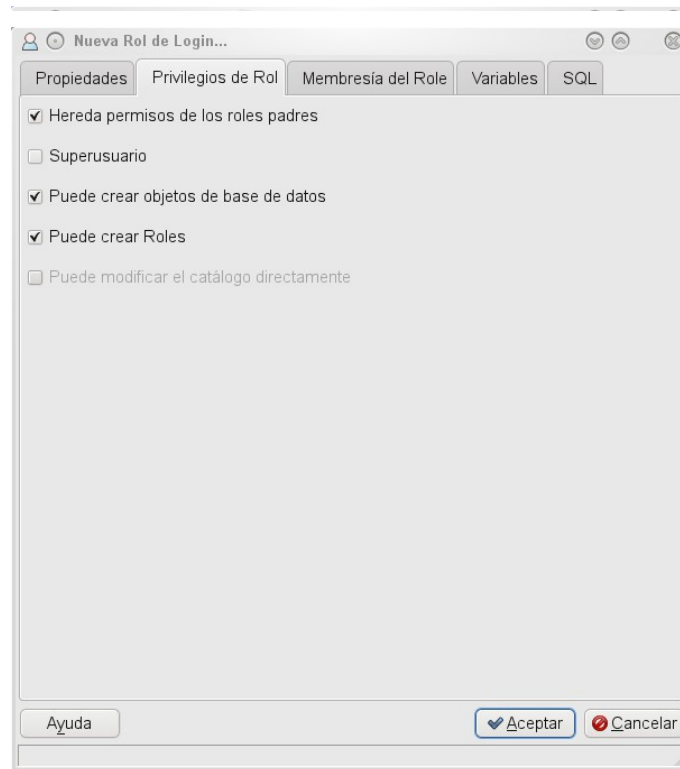 Nueva Rol de Login...
Propiedades Privilegios de Rol Membresía del Role Variables SQL
Hereda permisos de los roles padres
Superusuario
Puede crear objetos de base de datos
Puede crear Roles
Puede modificar el catálogo directamente
Ayuda Aceptar Cancelar